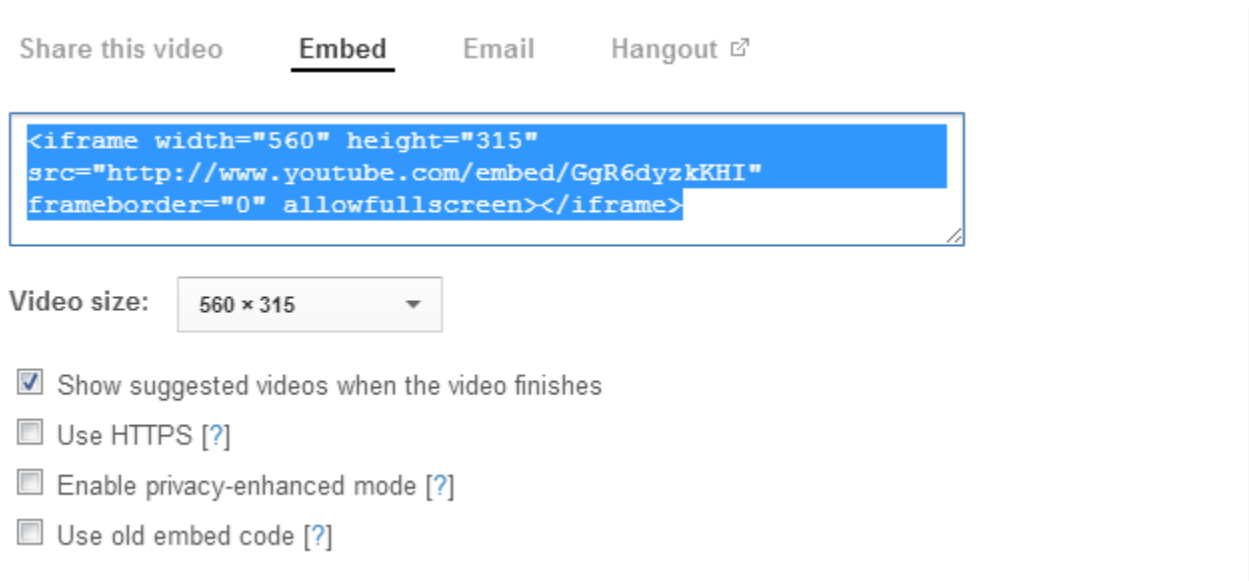 Share this video Embed Email Hangout
<iframe width="560" height="315"
src="http://www.youtube.com/embed/GgR6dyzkKHI"
frameborder="0" allowfullscreen></iframe>
Video size: 560 × 315
Show suggested videos when the video finishes
Use HTTPS [?]
Enable privacy-enhanced mode [?]
Use old embed code [?]